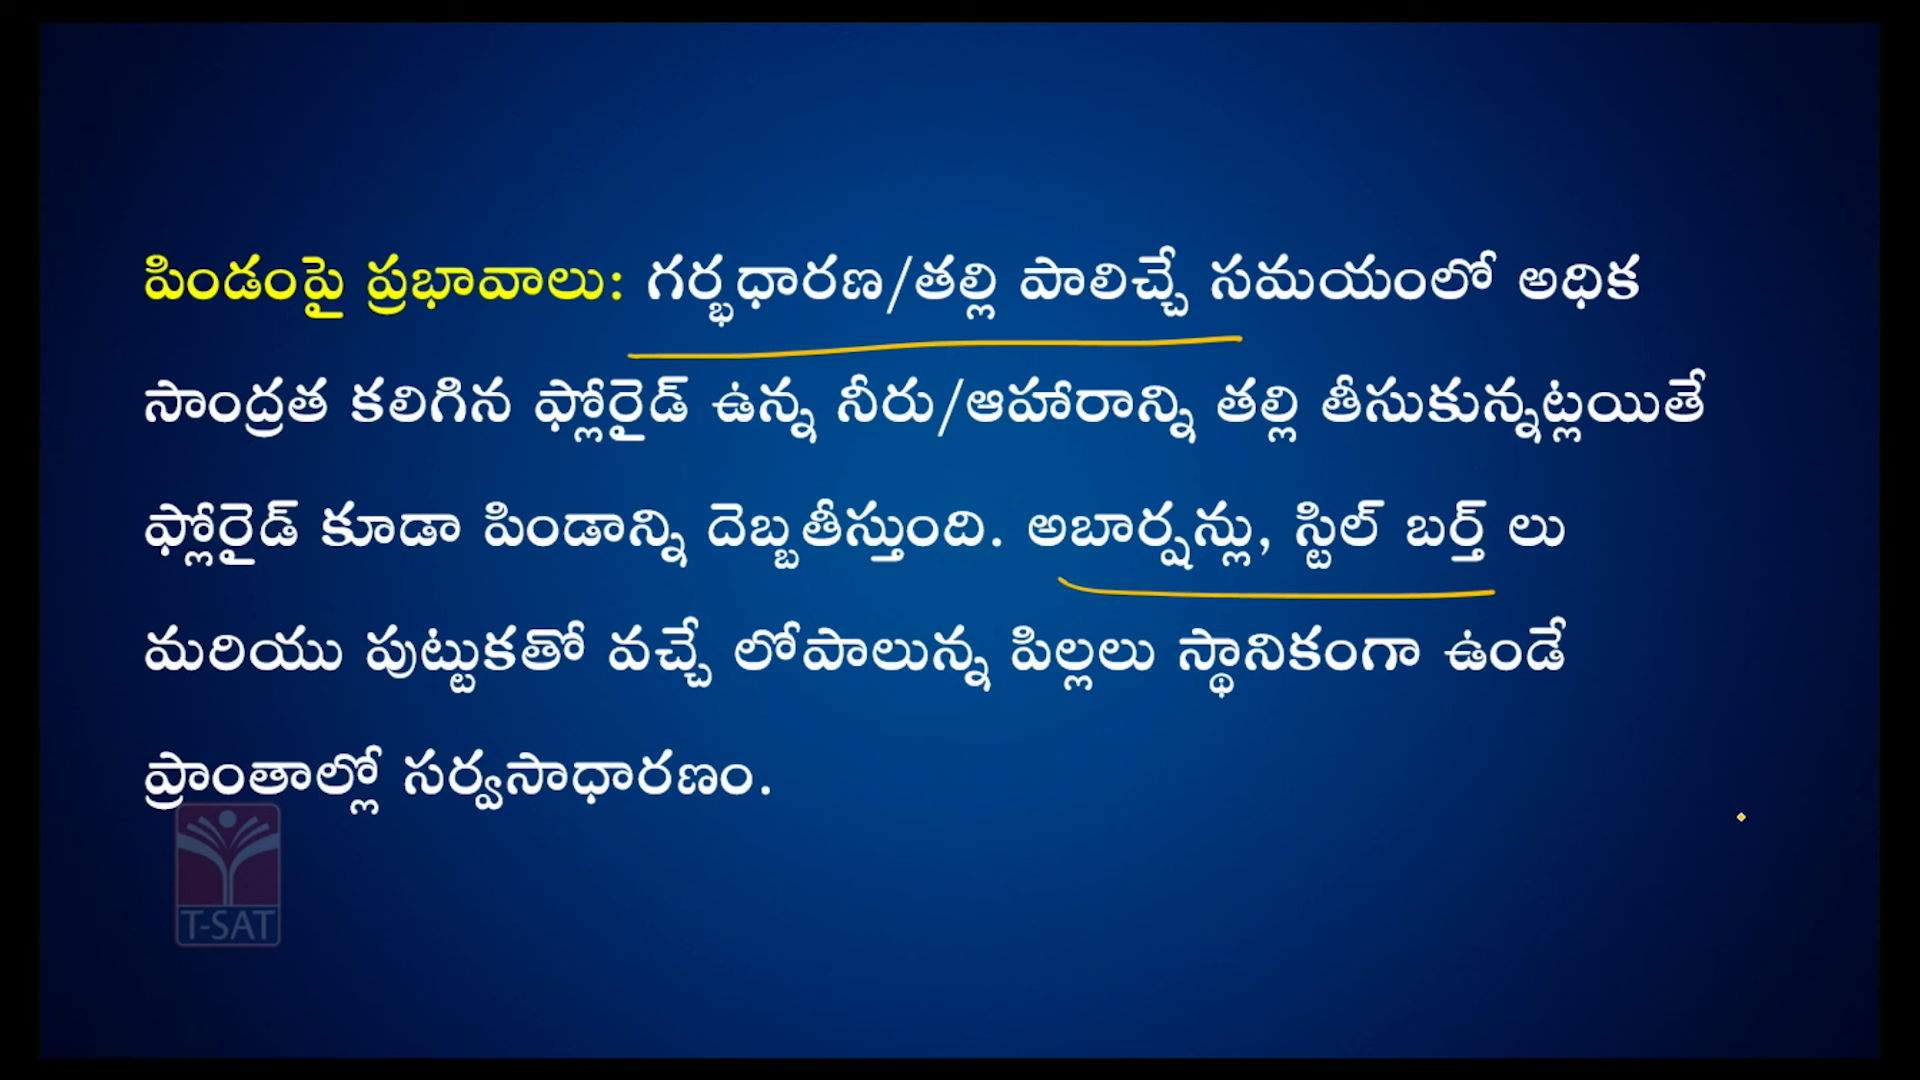 పిండంపై ప్రభావాలు: గర్భధారణ/తల్లి పాలిచ్చే సమయంలో అధిక
సాంద్రత కలిగిన ఫ్లోరైడ్ ఉన్న నీరు/ఆహారాన్ని తల్లి తీసుకున్నట్లయితే
ఫ్లోరైడ్ కూడా పిండాన్ని దెబ్బతీస్తుంది. అబార్షన్లు, స్టిల్ బర్త్ లు
మరియు పుట్టుకతో వచ్చే లోపాలున్న పిల్లలు స్థానికంగా ఉండే
ప్రాంతాల్లో సర్వసాధారణం.
T-SAT